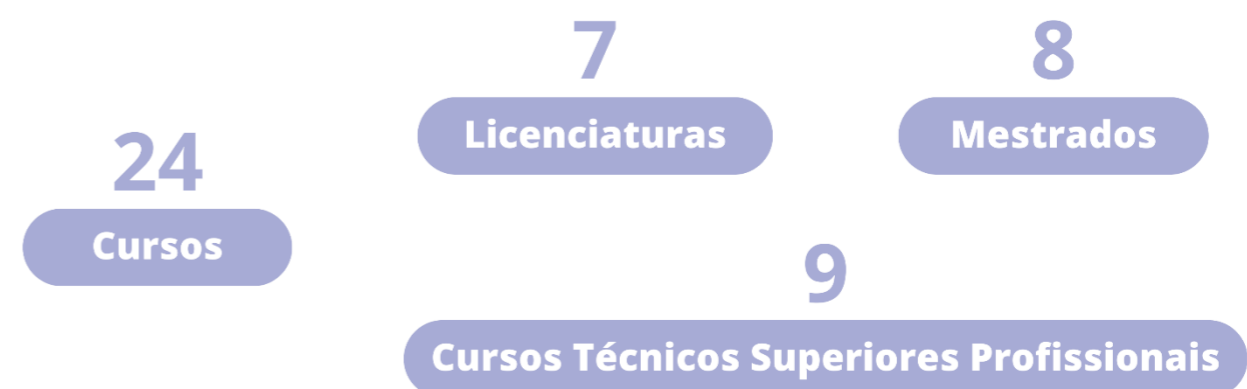 24
Cursos
7
Licenciaturas
8
Mestrados
9
Cursos Técnicos Superiores Profissionais